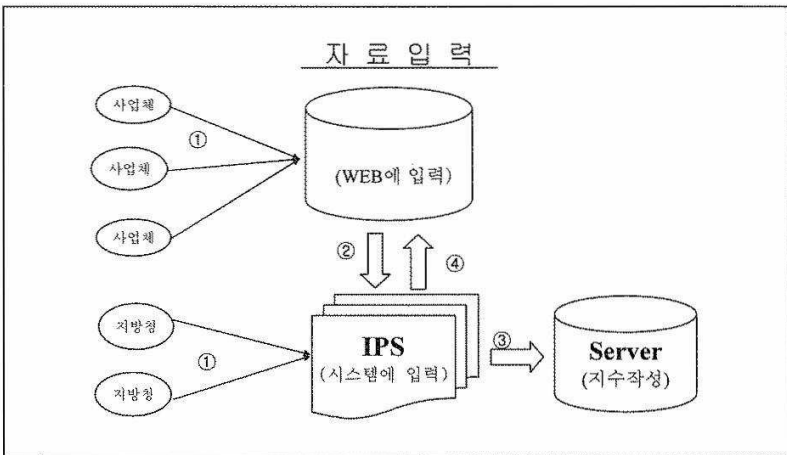 자 료 입 력
사업체
①
사업체
(WEB에 입력)
사업체
②
④
지방청
①
지방청
IPS
(시스템에 입력)
③
Server
(지수작성)